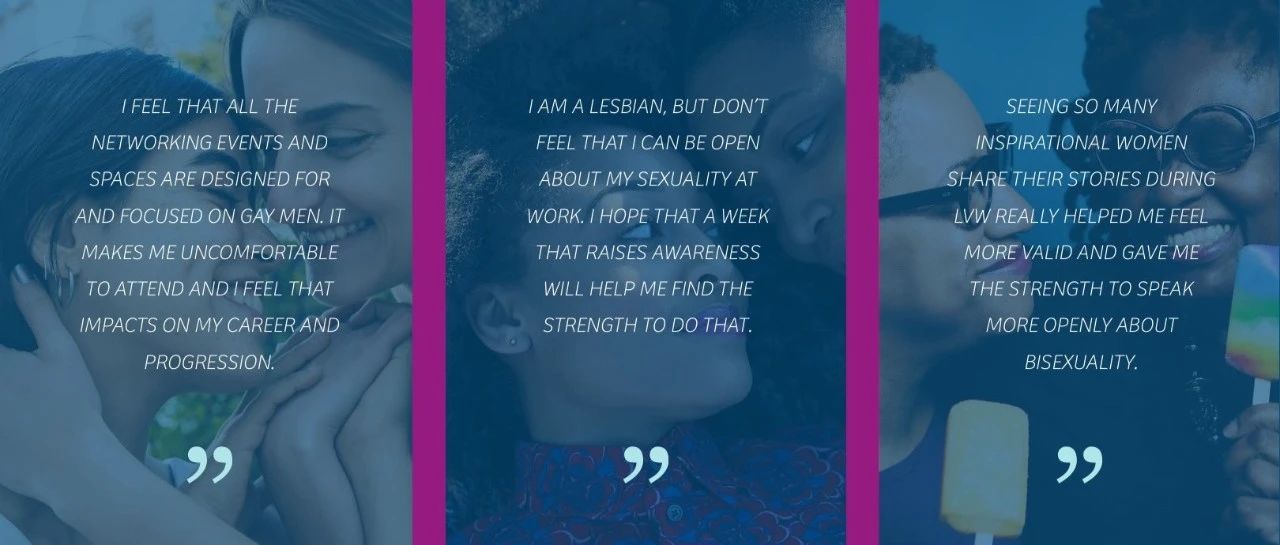 I FEEL THAT ALL THE
NETWORKING EVENTS AND
SPACES ARE DESIGNED FOR
AND FOCUSED ON GAY MEN. IT
MAKES ME UNCOMFORTABLE
TO ATTEND AND I FEEL THAT
IMPACTS ON MY CAREER AND
PROGRESSION.
”
I AM A LESBIAN, BUT DON’T
FEEL THAT I CAN BE OPEN
ABOUT MY SEXUALITY AT
WORK. I HOPE THAT A WEEK
THAT RAISES AWARENESS
WILL HELP ME FIND THE
STRENGTH TO DO THAT.
”
SEEING SO MANY
INSPIRATIONAL WOMEN
SHARE THEIR STORIES DURING
LVW REALLY HELPED ME FEEL
MORE VALID AND GAVE ME
THE STRENGTH TO SPEAK
MORE OPENLY ABOUT
BISEXUALITY.
”